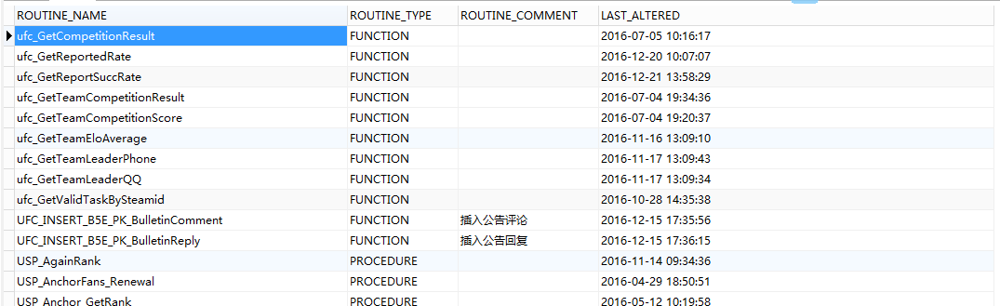 ROUTINE_NAME ROUTINE_TYPE ROUTINE_COMMENT LAST_ALTERED
ufc_GetCompetitionResult FUNCTION 2016-07-05 10:16:17
ufc_GetReportedRate FUNCTION 2016-12-20 10:07:07
ufc_GetReportSuccRate FUNCTION 2016-12-21 13:58:29
ufc_GetTeamCompetitionResult FUNCTION 2016-07-04 19:34:36
ufc_GetTeamCompetitionScore FUNCTION 2016-07-04 19:20:37
ufc_GetTeamEloAverage FUNCTION 2016-11-16 13:09:10
ufc_GetTeamLeaderPhone FUNCTION 2016-11-17 13:09:43
ufc_GetTeamLeaderQQ FUNCTION 2016-11-17 13:09:34
ufc_GetValidTaskBySteamid FUNCTION 2016-10-28 14:35:38
UFC_INSERT_B5E_PK_BulletinComment FUNCTION 插入公告评论 2016-12-15 17:35:56
UFC_INSERT_B5E_PK_BulletinReply FUNCTION 插入公告回复 2016-12-15 17:36:15
USP_AgainRank PROCEDURE 2016-11-14 09:34:36
USP_AnchorFans_Renewal PROCEDURE 2016-04-29 18:50:51
USP_Anchor_GetRank PROCEDURE 2016-05-12 10:19:58